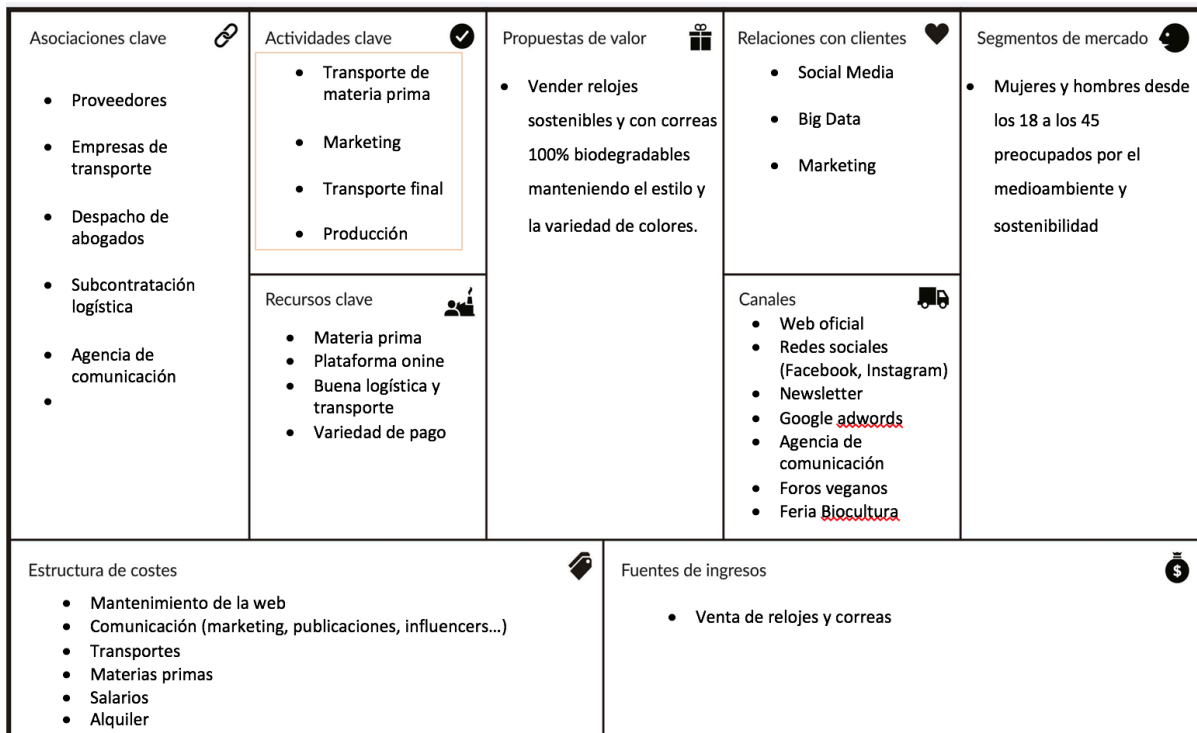 Asociaciones clave
• Proveedores
• Empresas de
transporte
• Despacho de
abogados
• Subcontratación
logística
• Agencia de
comunicación
•
Actividades clave
• Transporte de
materia prima
• Marketing
• Transporte final
• Producción
Recursos clave
• Materia prima
• Plataforma onine
• Buena logística y
transporte
• Variedad de pago
Propuestas de valor
• Vender relojes
sostenibles y con correas
100% biodegradables
manteniendo el estilo y
la variedad de colores.
Relaciones con clientes
• Social Media
• Big Data
• Marketing
Canales
• Web oficial
• Redes sociales
(Facebook, Instagram)
• Newsletter
• Google adwords
• Agencia de
comunicación
• Foros veganos
• Feria Biocultura
Segmentos de mercado
• Mujeres y hombres desde
los 18 a los 45
preocupados por el
medioambiente y
sostenibilidad
Estructura de costes
• Mantenimiento de la web
• Comunicación (marketing, publicaciones, influencers…)
• Transportes
• Materias primas
• Salarios
• Alquiler
Fuentes de ingresos
$
• Venta de relojes y correas